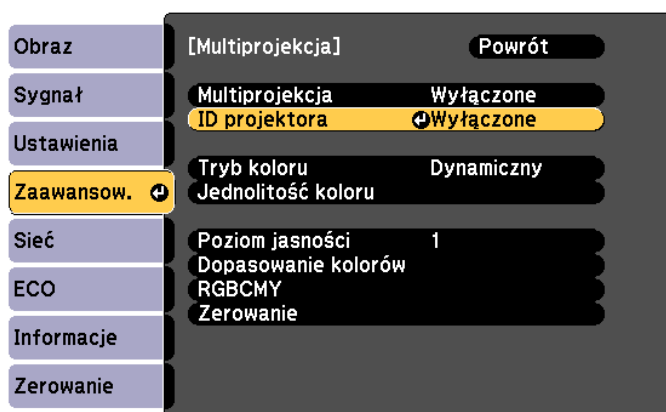 Obraz
Sygnał
Ustawienia
Zaawansow.
Sieć
ECO
Informacje
Zerowanie
[Multiprojekcja] Powrót
Multiprojekcja Wyłączone
ID projektora Wyłączone
Tryb koloru Dynamiczny
Jednolitość koloru
Poziom jasności 1
Dopasowanie kolorów
RGBCMY
Zerowanie